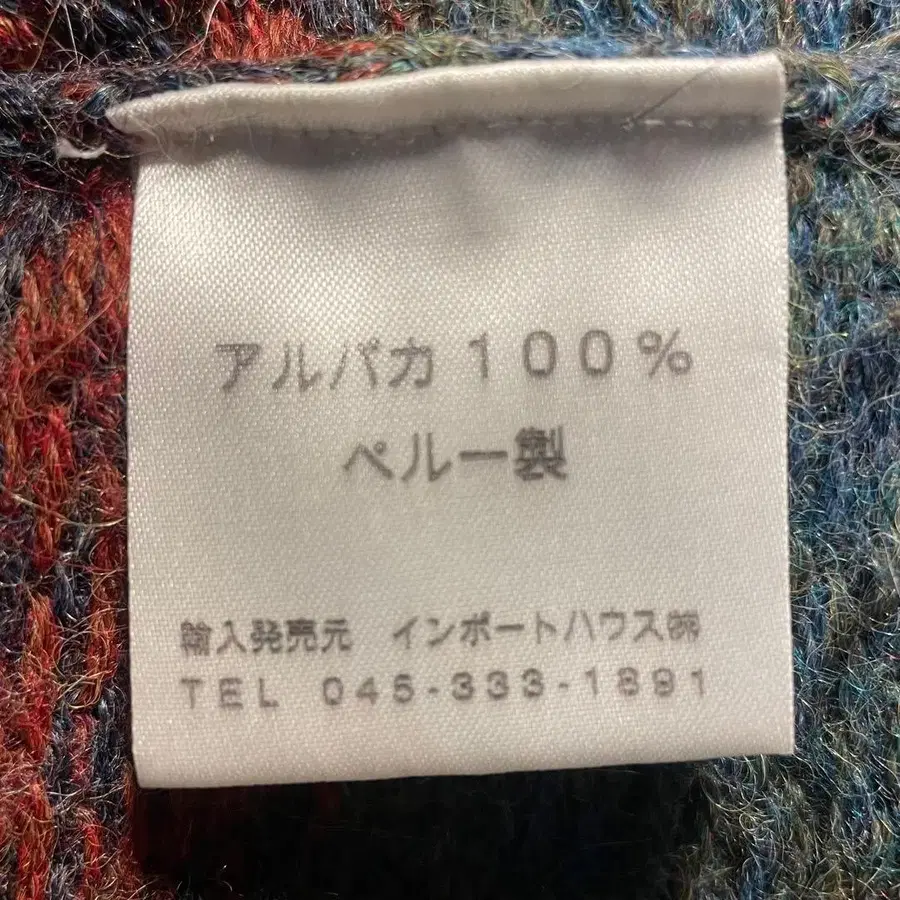 アルパカ100%
ペルー製
輸入発売元 インポートハウス㈱
TEL 045-333-1891